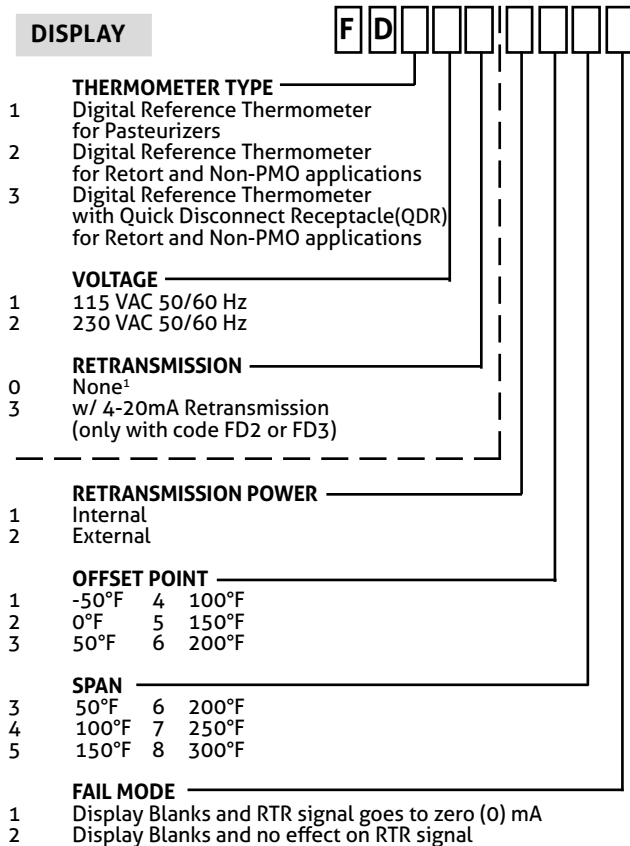 DISPLAY F D
THERMOMETER TYPE
1 Digital Reference Thermometer
for Pasteurizers
2 Digital Reference Thermometer
for Retort and Non-PMO applications
3 Digital Reference Thermometer
with Quick Disconnect Receptacle(QDR)
for Retort and Non-PMO applications
VOLTAGE
1 115 VAC 50/60 Hz
2 230 VAC 50/60 Hz
RETRANSMISSION
0 None¹
3 w/ 4-20mA Retransmission
(only with code FD2 or FD3)
RETRANSMISSION POWER
1 Internal
2 External
OFFSET POINT
1 -50°F 4 100°F
2 0°F 5 150°F
3 50°F 6 200°F
SPAN
3 50°F 6 200°F
4 100°F 7 250°F
5 150°F 8 300°F
FAIL MODE
1 Display Blanks and RTR signal goes to zero (0) mA
2 Display Blanks and no effect on RTR signal